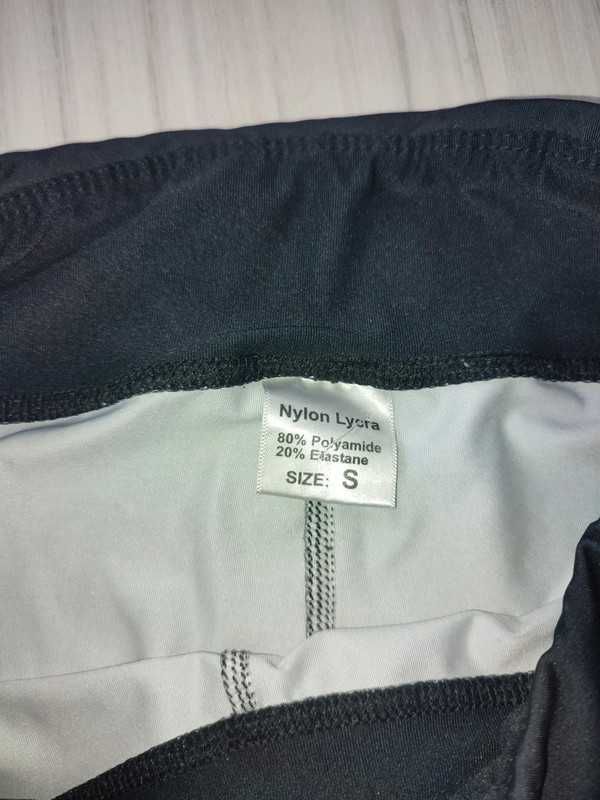 Nylon Lycra
80% Polyamide
20% Elastane
SIZE: S